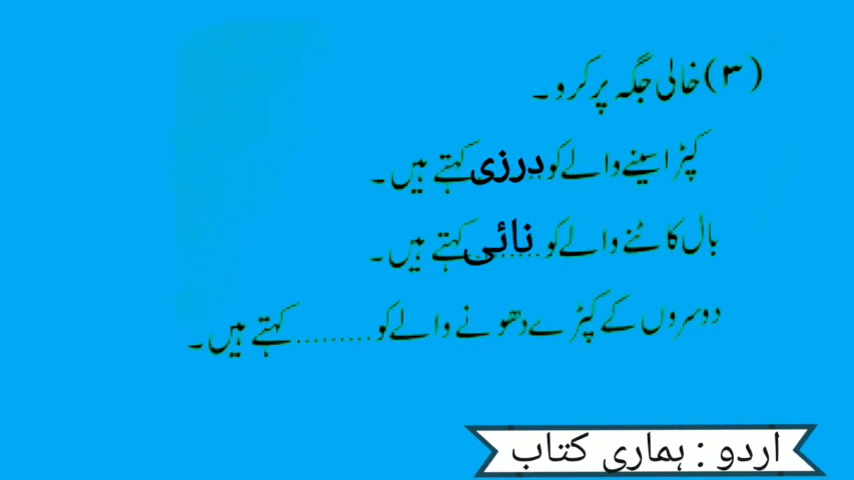 (۳) خالی جگہ پر کرو ۔
کپڑا سینے والے کو درزی کہتے ہیں ۔
بال کاٹنے والے کو نائی کہتے ہیں ۔
دوسروں کے کپڑے دھونے والے کو ......... کہتے ہیں ۔
اردو : ہماری کتاب